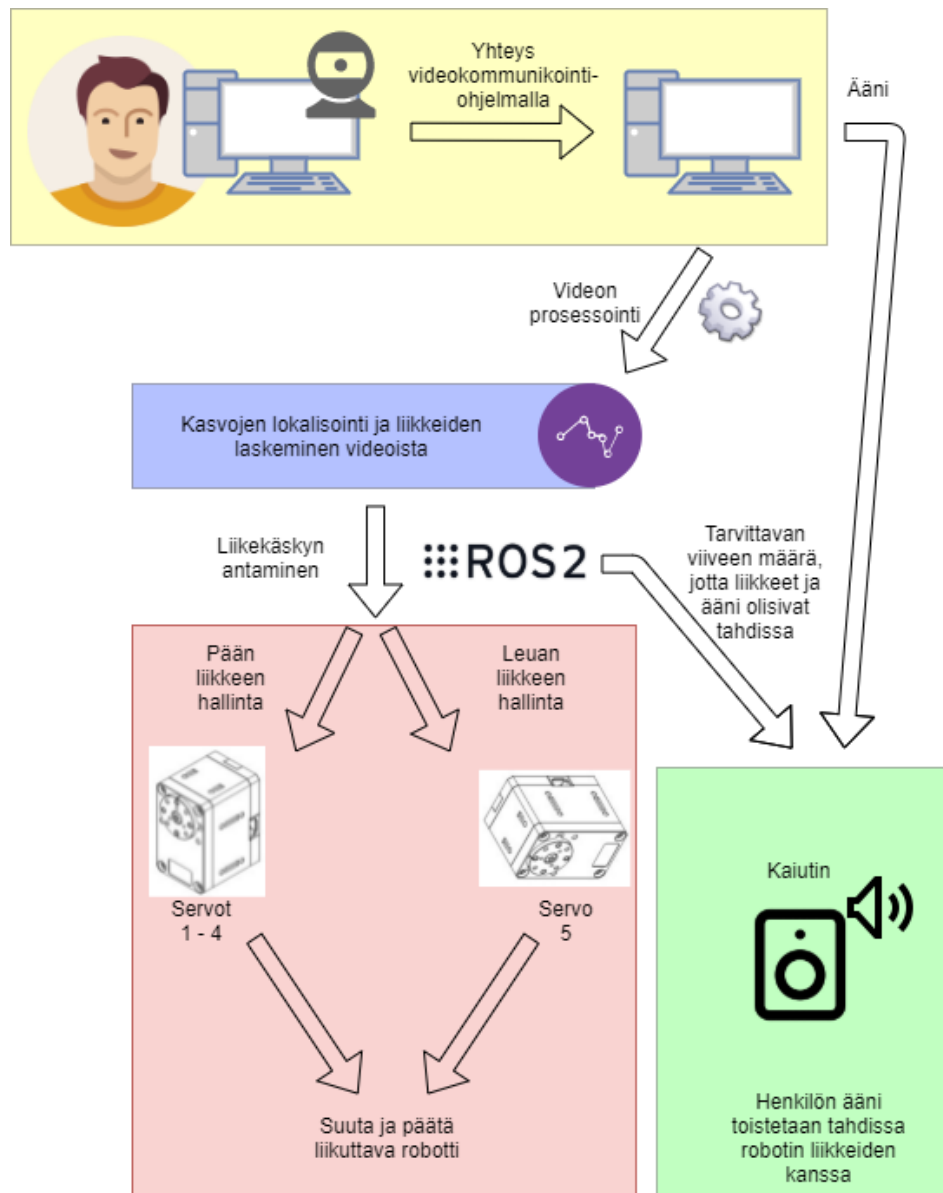 Yhteys
videokommunikointi-
ohjelmalla
Ääni
Videon
prosessointi
Kasvojen lokalisointi ja liikkeiden
laskeminen videoista
Liikekäskyn
antaminen
ROS2
Tarvittavan
viiveen määrä,
jotta liikkeet ja
ääni olisivat
tahdissa
Pään
liikkeen
hallinta
Leuan
liikkeen
hallinta
Servot
1 - 4
Servo
5
Kaiutin
Suuta ja päätä
liikuttava robotti
Henkilön ääni
toistetaan tahdissa
robotin liikkeiden
kanssa